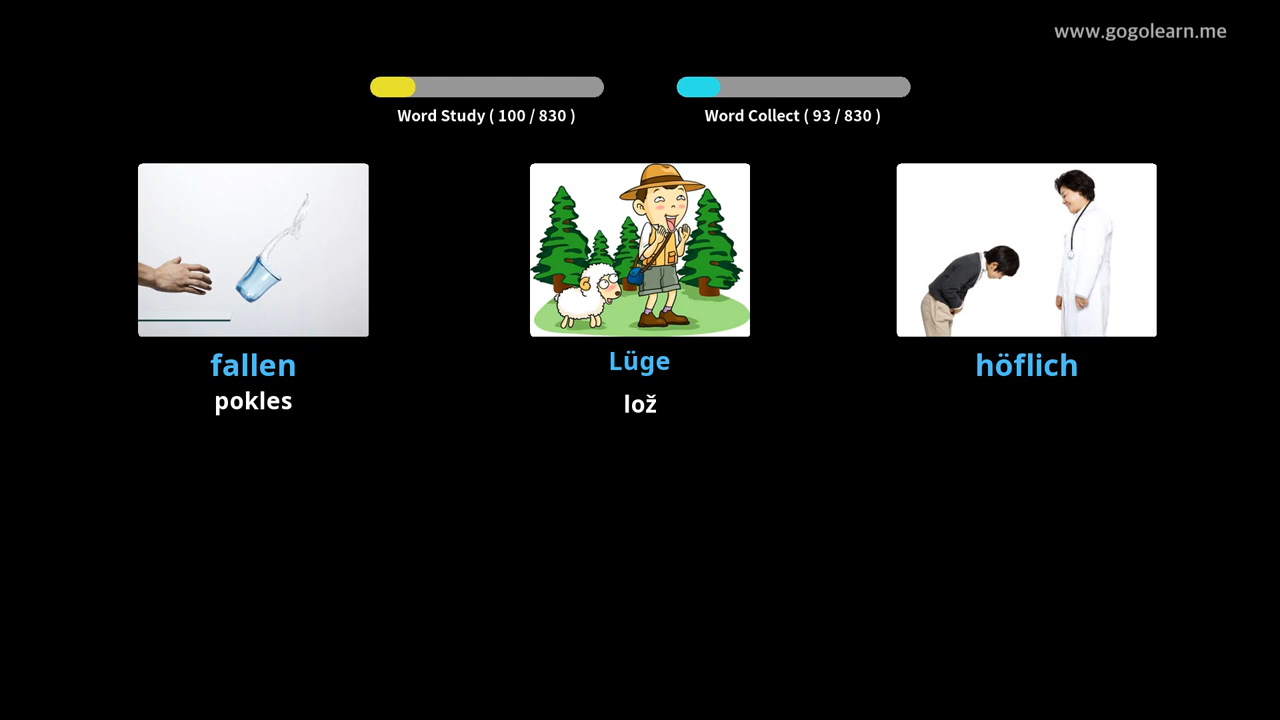 www.gogolearn.me
Word Study ( 100 / 830 )
Word Collect ( 93 / 830 )
fallen
pokles
Lüge
lož
höflich